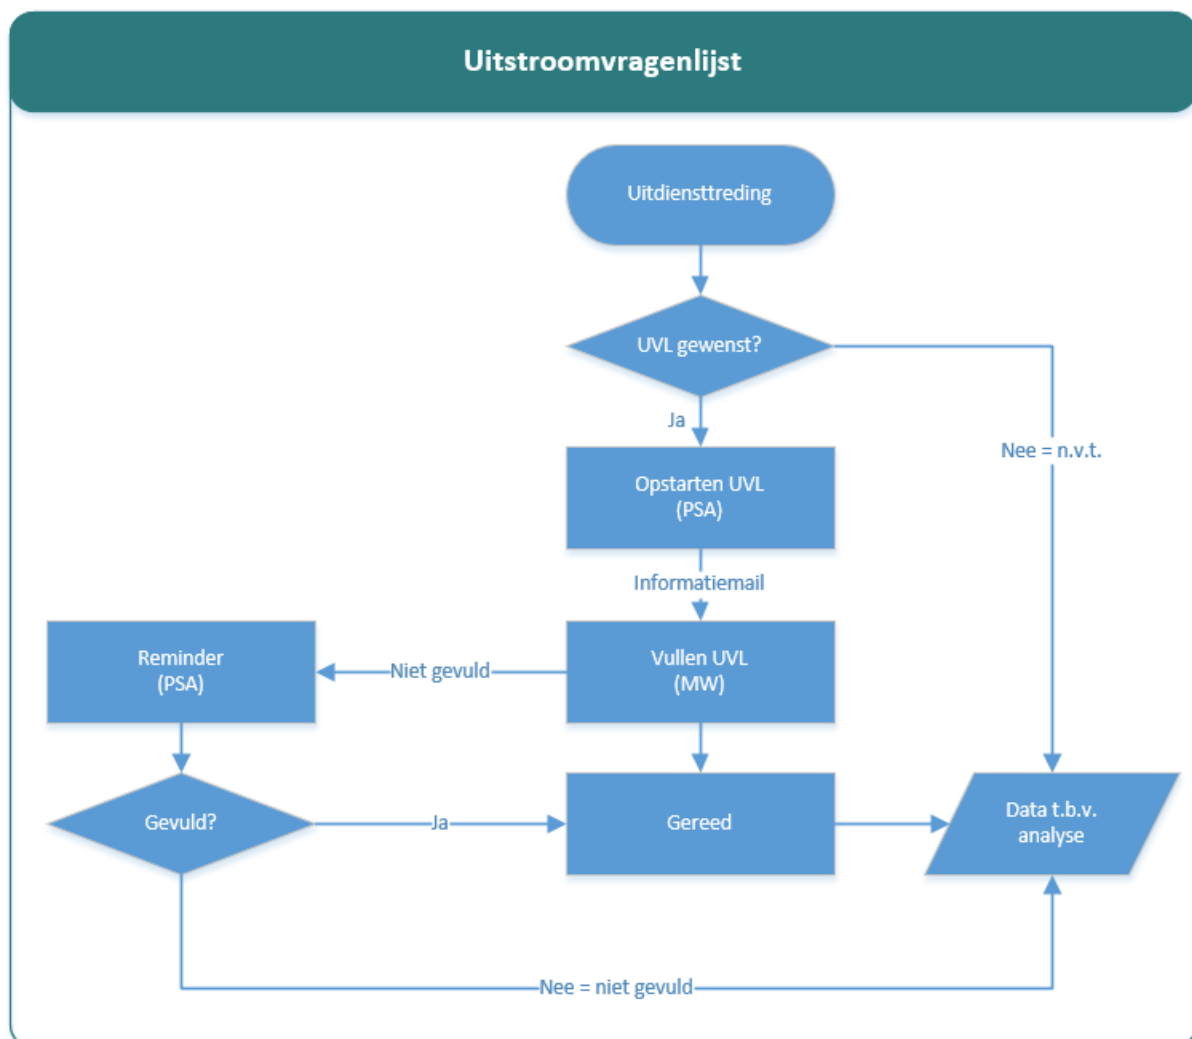 Uitstroomvragenlijst
Uitdiensttreding
UVL gewenst?
Ja
Nee = n.v.t.
Opstarten UVL
(PSA)
Informatiemail
Reminder
(PSA)
Niet gevuld
Vullen UVL
(MW)
Gevuld?
Ja
Gereed
Data t.b.v.
analyse
Nee = niet gevuld